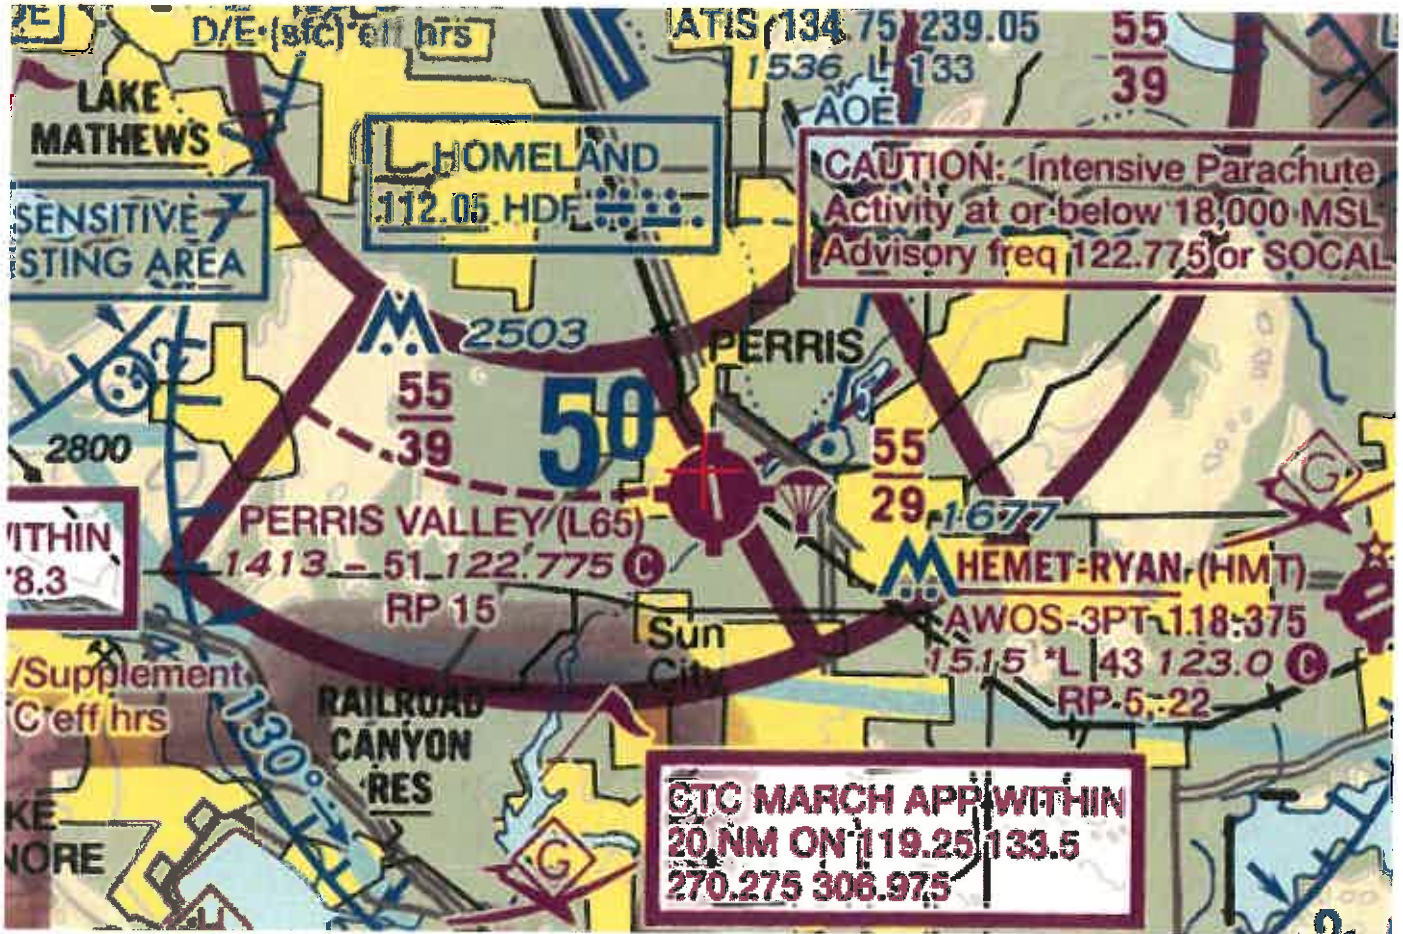 D/E (sfc) eff hrs
ATIS 134.75 239.05
1536 L 133
AOE
55
39
LAKE
MATHEWS
HOMELAND
112.05 HDF
CAUTION: Intensive Parachute
Activity at or below 18,000 MSL
Advisory freq 122.775 or SOCAL
SENSITIVE
STING AREA
2503
PERRIS
55
39
50
2800
55
29
1677
G
ITHIN
8.3
PERRIS VALLEY (L65)
1413 - 51 122.775 C
RP 15
HEMET-RYAN (HMT)
AWOS-3PT 118.375
1515 *L 43 123.0 C
RP 5, 22
Sun
City
/Supplement
C eff hrs
130°
RAILROAD
CANYON
RES
CTC MARCH APP WITHIN
20 NM ON 119.25 133.5
270.275 306.975
KE
NORE
G
H